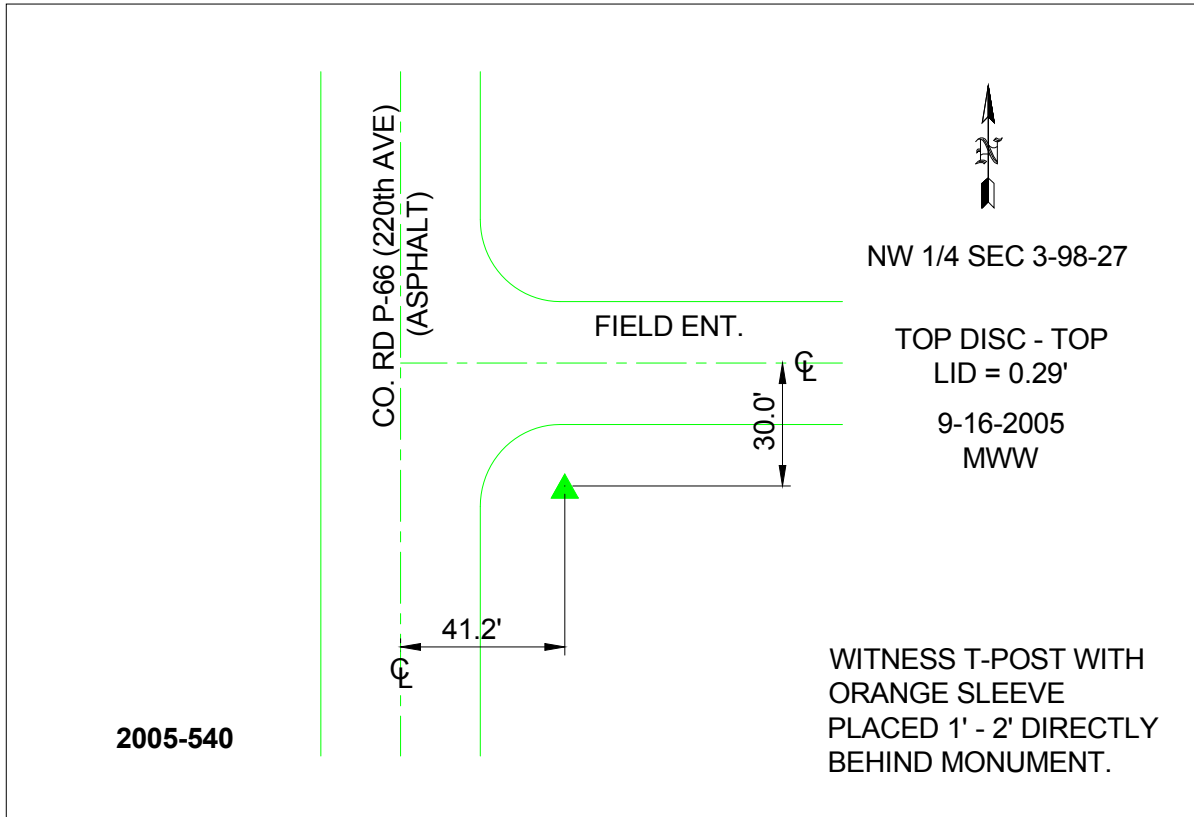 CO. RD P-66 (220th AVE)
(ASPHALT)
N
NW 1/4 SEC 3-98-27
FIELD ENT.
TOP DISC - TOP
LID = 0.29'
℄
30.0'
9-16-2005
MWW
41.2'
℄
WITNESS T-POST WITH
ORANGE SLEEVE
PLACED 1' - 2' DIRECTLY
BEHIND MONUMENT.
2005-540